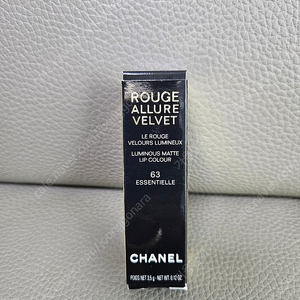 ROUGE
ALLURE
VELVET
LE ROUGE
VELOURS LUMINEUX
LUMINOUS MATTE
LIP COLOUR
63
ESSENTIELLE
CHANEL
POIDS NET 3.5 g - NET WT. 0.12 OZ.